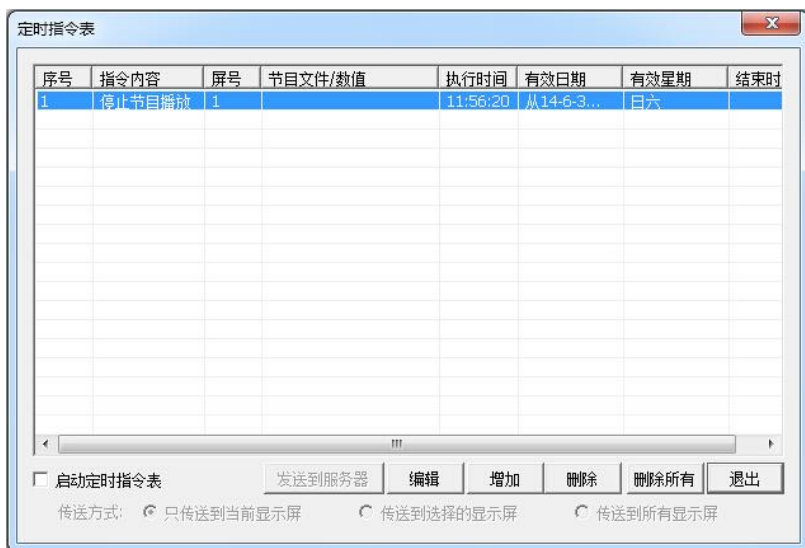 定时指令表
序号 指令内容 屏号 节目文件/数值 执行时间 有效日期 有效星期 结束时
1 停止节目播放 1 11:56:20 从14-6-3... 日六
启动定时指令表 发送到服务器 编辑 增加 删除 删除所有 退出
传送方式: 只传送到当前显示屏 传送到选择的显示屏 传送到所有显示屏